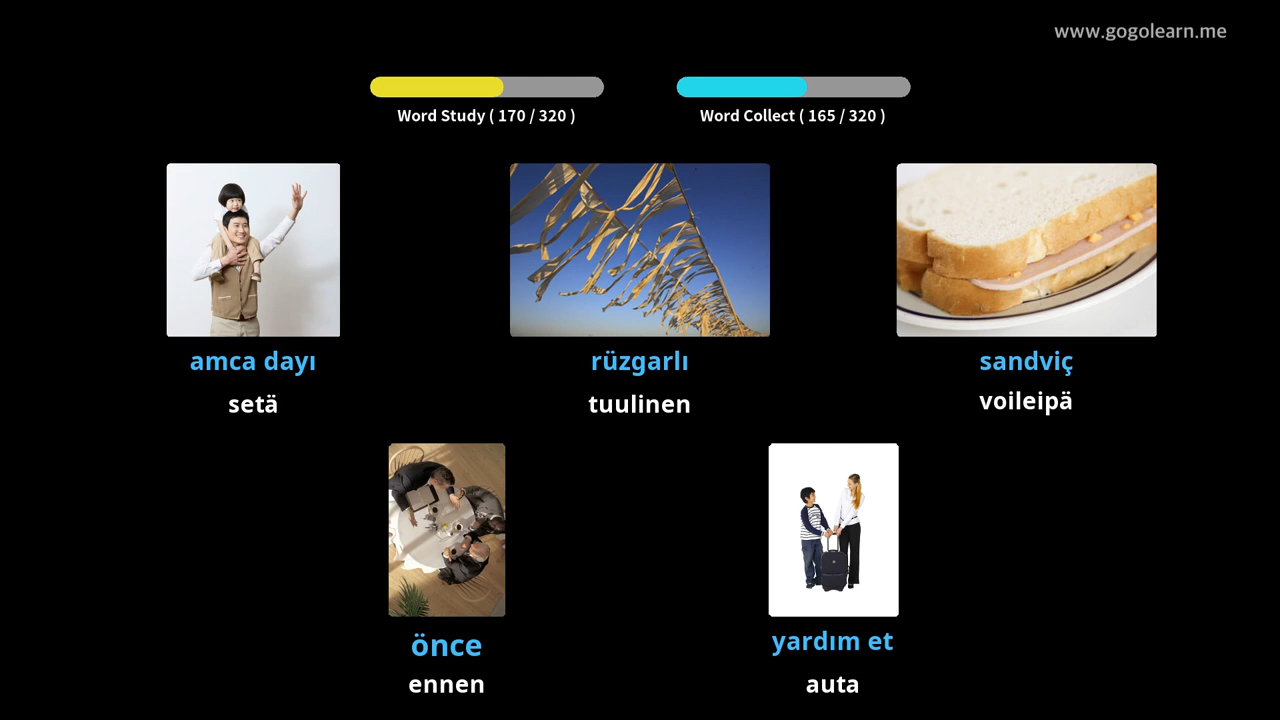 www.gogolearn.me
Word Study ( 170 / 320 )
Word Collect ( 165 / 320 )
amca dayı
setä
rüzgarlı
tuulinen
sandviç
voileipä
önce
ennen
yardım et
auta